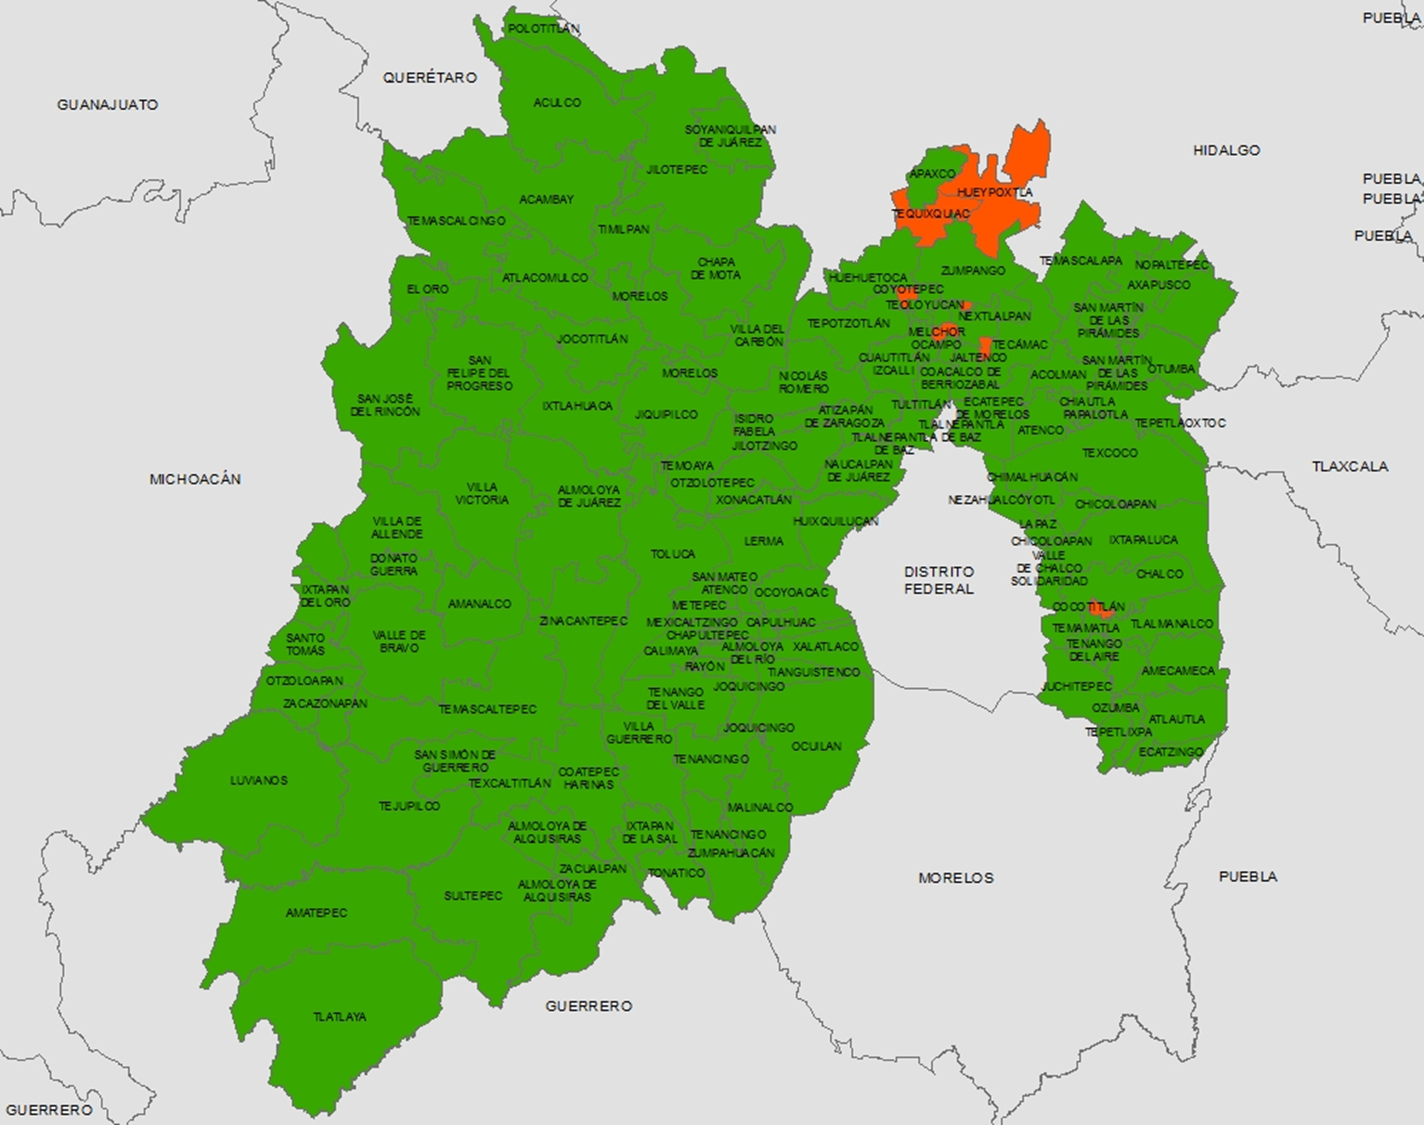 PUEBLA
POLOTITLÁN
QUERÉTARO
GUANAJUATO
ACULCO
SOYANIQUILPAN
DE JUÁREZ
HIDALGO
JILOTEPEC
APAXCO
PUEBLA
HUEYPOXTLA
PUEBLA
ACAMBAY
TEMASCALCINGO
TEQUIXQUIAC
TIMILPAN
PUEBLA
CHAPA
DE MOTA
TEMASCALAPA
NOPALTEPEC
ZUMPANGO
ATLACOMULCO
HUEHUETOCA
AXAPUSCO
EL ORO
COYOTEPEC
MORELOS
TEOLOYUCAN
SAN MARTÍN
DE LAS
PIRÁMIDES
NEXTLALPAN
TEPOTZOTLÁN
VILLA DEL
CARBÓN
MELCHOR
OCAMPO
JOCOTITLÁN
TECÁMAC
CUAUTITLÁN
IZCALLI
JALTENCO
SAN
FELIPE DEL
PROGRESO
SAN MARTÍN
DE LAS
PIRÁMIDES
OTUMBA
MORELOS
NICOLÁS
ROMERO
COACALCO DE
BERRIOZABAL
ACOLMAN
SAN JOSÉ
DEL RINCÓN
IXTLAHUACA
JIQUIPILCO
ATIZAPÁN
DE ZARAGOZA
TULTITLÁN
ECATEPEC
DE MORELOS
CHIAUTLA
PAPALOTLA
ISIDRO
FABELA
JILOTZINGO
TLALNEPANTLA
DE BAZ
TLALNEPANTLA
DE BAZ
ATENCO
TEPETLAOXTOC
TEXCOCO
TEMOAYA
NAUCALPAN
DE JUÁREZ
TLAXCALA
MICHOACÁN
OTZOLOTEPEC
CHIMALHUACÁN
VILLA
VICTORIA
ALMOLOYA
DE JUÁREZ
XONACATLÁN
NEZAHUALCÓYOTL
CHICOLOAPAN
VILLA DE
ALLENDE
HUIXQUILUCAN
LA PAZ
LERMA
CHICOLOAPAN
IXTAPALUCA
TOLUCA
DONATO
GUERRA
VALLE
DE CHALCO
SOLIDARIDAD
DISTRITO
FEDERAL
CHALCO
SAN MATEO
ATENCO
IXTAPAN
DEL ORO
OCOYOACAC
AMANALCO
METEPEC
COCOTITLÁN
ZINACANTEPEC
MEXICALTZINGO
CAPULHUAC
TEMAMATLA
TLALMANALCO
CHAPULTEPEC
SANTO
TOMÁS
VALLE DE
BRAVO
CALIMAYA
ALMOLOYA
DEL RÍO
XALATLACO
TENANGO
DEL AIRE
RAYÓN
TIANGUISTENCO
AMECAMECA
OTZOLOAPAN
JOQUICINGO
JUCHITEPEC
ZACAZONAPAN
TENANGO
DEL VALLE
TEMASCALTEPEC
OZUMBA
ATLAUTLA
VILLA
GUERRERO
JOQUICINGO
TEPETLIXPA
OCUILAN
ECATZINGO
SAN SIMÓN DE
GUERRERO
TENANCINGO
LUVIANOS
TEXCALTITLÁN
COATEPEC
HARINAS
TEJUPILCO
MALINALCO
ALMOLOYA DE
ALQUISIRAS
IXTAPAN
DE LA SAL
TENANCINGO
ZUMPAHUACÁN
ZACUALPAN
TONATICO
MORELOS
PUEBLA
SULTEPEC
ALMOLOYA DE
ALQUISIRAS
AMATEPEC
GUERRERO
TLATLAYA
GUERRERO